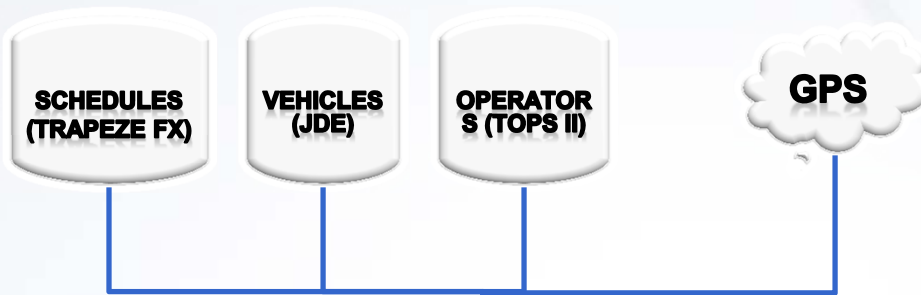 SCHEDULES
(TRAPEZE FX)
VEHICLES
(JDE)
OPERATOR
S (TOPS II)
GPS